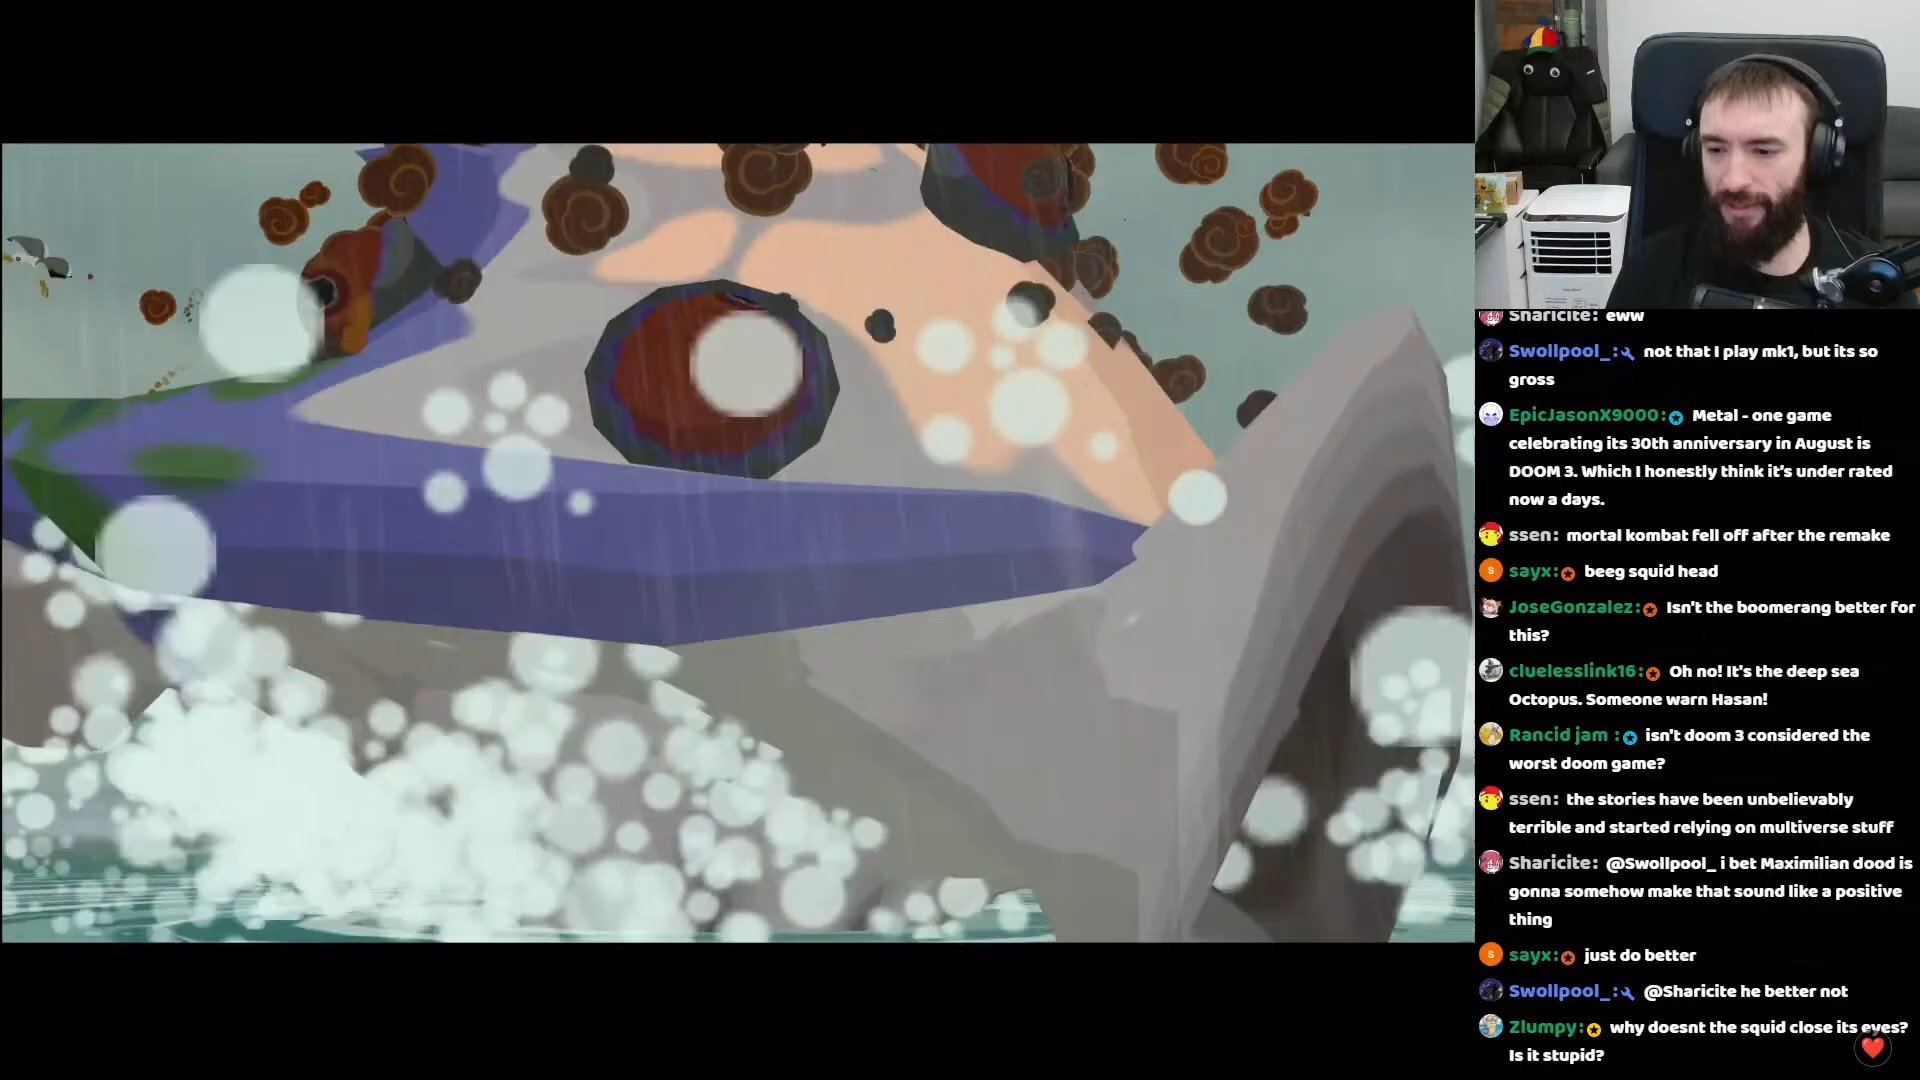 Sharicite: eww
Swollpool_: not that I play mk1, but its so
gross
EpicJasonX9000: Metal - one game
celebrating its 30th anniversary in August is
DOOM 3. Which I honestly think it's under rated
now a days.
ssen: mortal kombat fell off after the remake
S sayx: beeg squid head
JoseGonzalez: Isn't the boomerang better for
this?
cluelesslink16: Oh no! It's the deep sea
Octopus. Someone warn Hasan!
Rancid jam : isn't doom 3 considered the
worst doom game?
ssen: the stories have been unbelievably
terrible and started relying on multiverse stuff
Sharicite: @Swollpool_ i bet Maximilian dood is
gonna somehow make that sound like a positive
thing
S sayx: just do better
Swollpool_: @Sharicite he better not
Zlumpy: why doesnt the squid close its eyes?
Is it stupid?